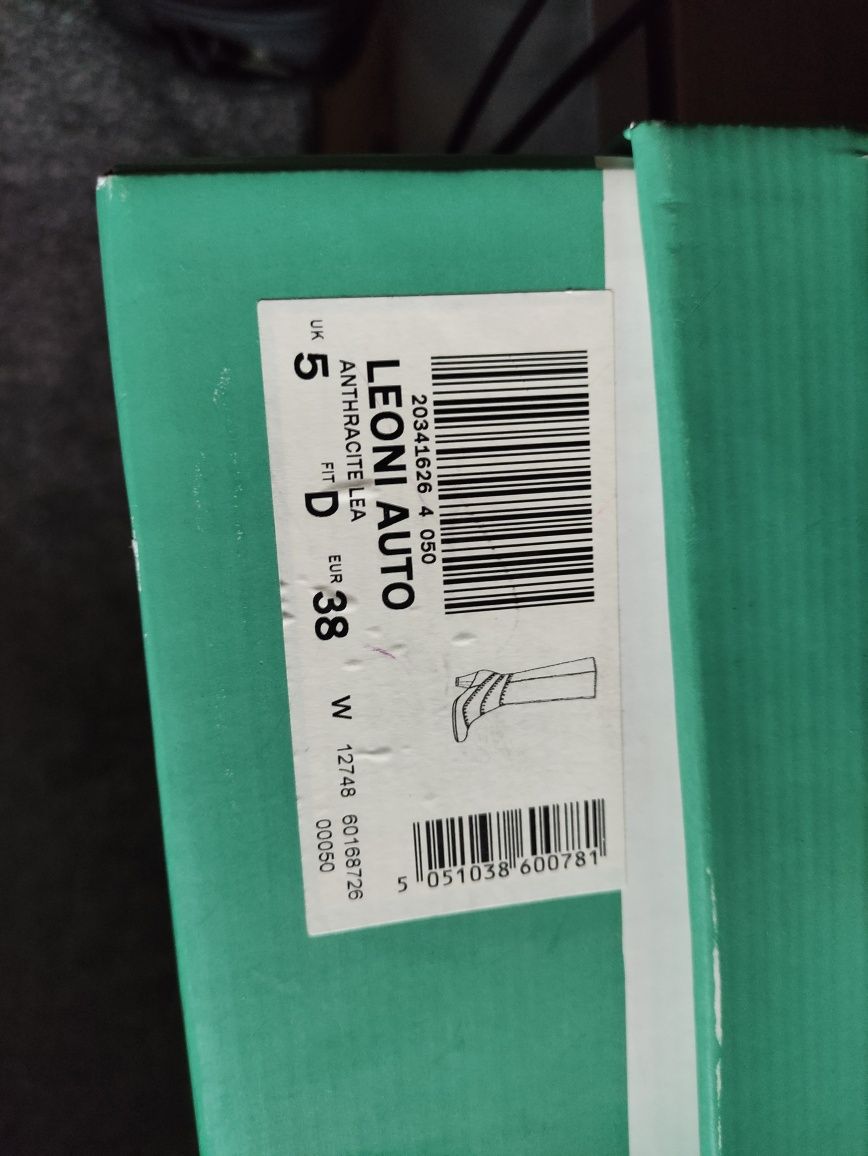 20341626 4 050
LEONI AUTO
ANTHRACITE LEA
UK 5 FIT D EUR 38 W 12748 60168726
00050
5 051038 600781